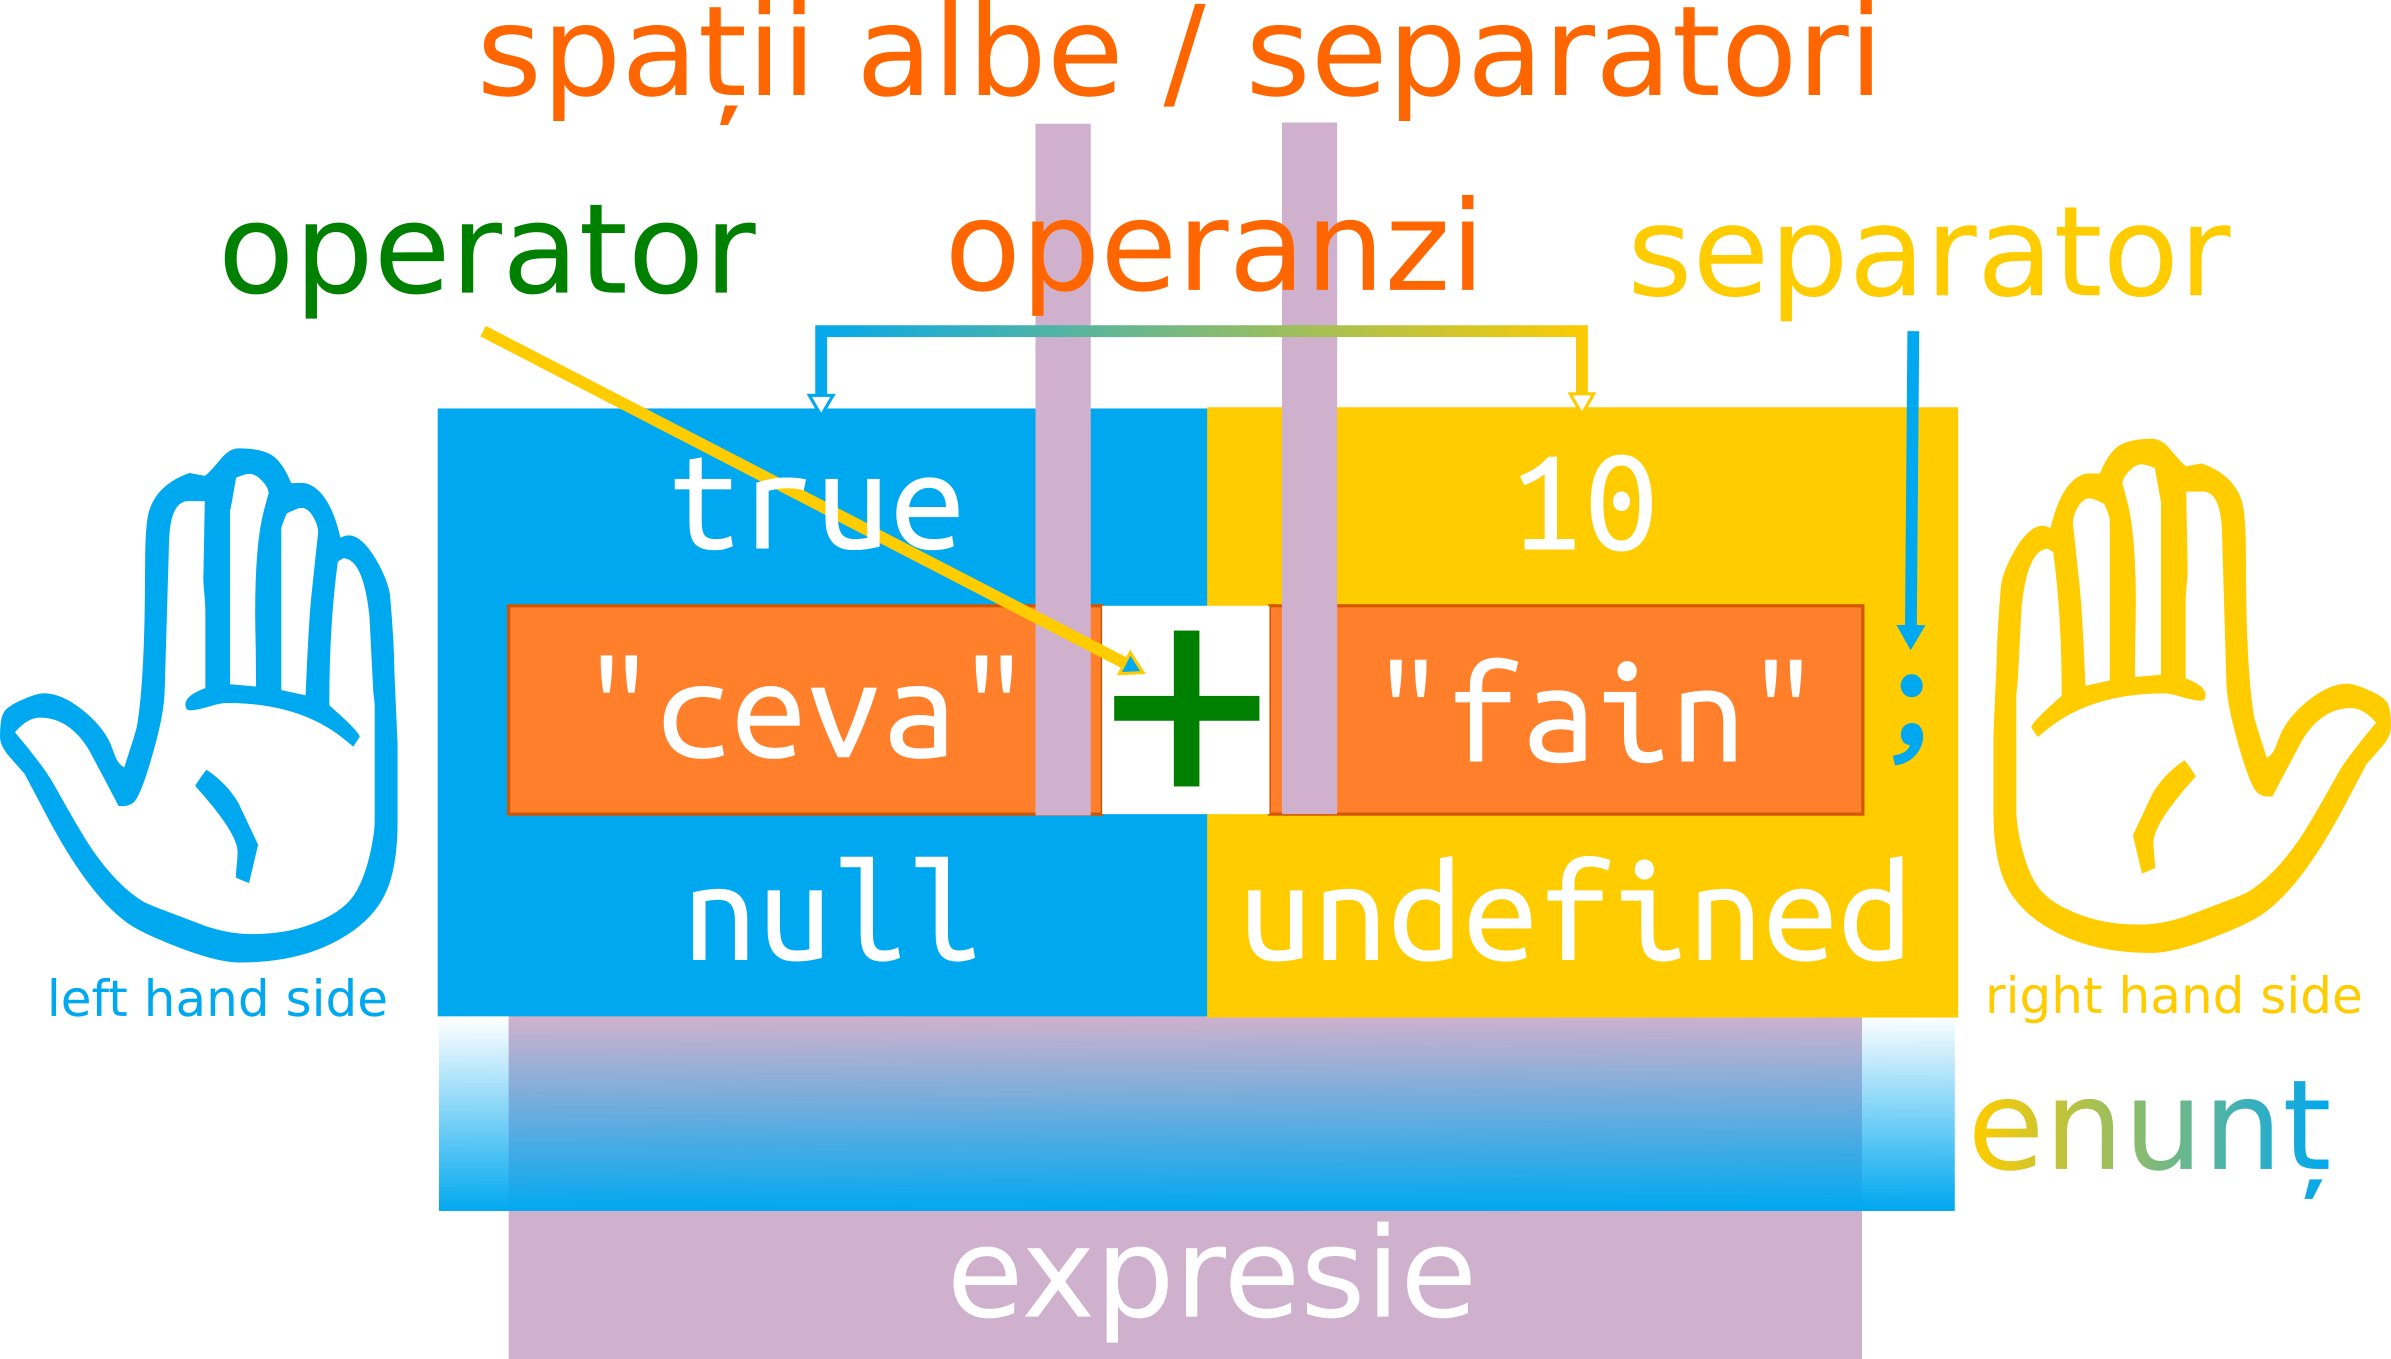 spații albe / separatori
operator operanzi separator
true 10
"ceva" + "fain" ;
null undefined
left hand side right hand side
enunț
expresie